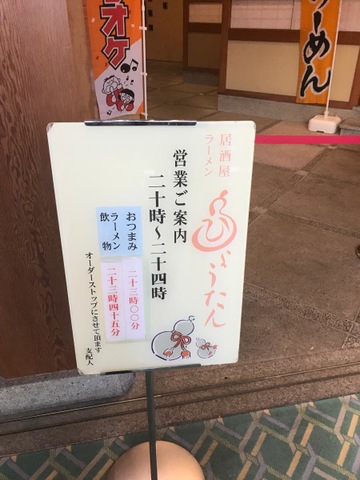 居酒屋
ラーメン
ひょうたん
営業ご案内
二十時～二十四時
おつまみ 二十三時〇〇分
ラーメン
飲物
二十三時四十五分
オーダーストップにさせて頂ます
支配人
オケ
らーめん